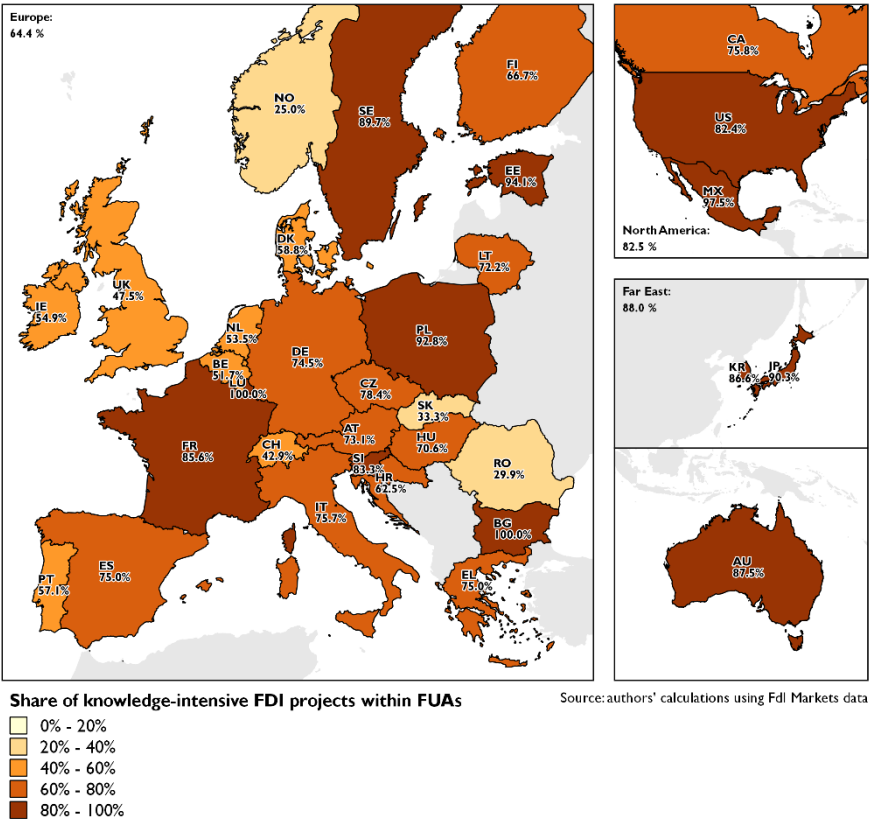 Europe:
64.4 %
NO
25.0%
SE
89.7%
FI
66.7%
EE
94.1%
DK
58.8%
LT
72.2%
UK
47.5%
IE
54.9%
NL
53.5%
BE
51.7%
LU
100.0%
DE
74.5%
PL
92.8%
CZ
78.4%
SK
33.3%
AT
73.1%
HU
70.6%
FR
85.6%
CH
42.9%
SI
83.3%
HR
62.5%
RO
29.9%
IT
75.7%
BG
100.0%
PT
57.1%
ES
75.0%
EL
75.0%
CA
75.8%
US
82.4%
MX
97.5%
North America:
82.5 %
Far East:
88.0 %
KR
86.6%
JP
90.3%
AU
87.5%
Share of knowledge-intensive FDI projects within FUAs
Source: authors' calculations using FdI Markets data
0% - 20%
20% - 40%
40% - 60%
60% - 80%
80% - 100%